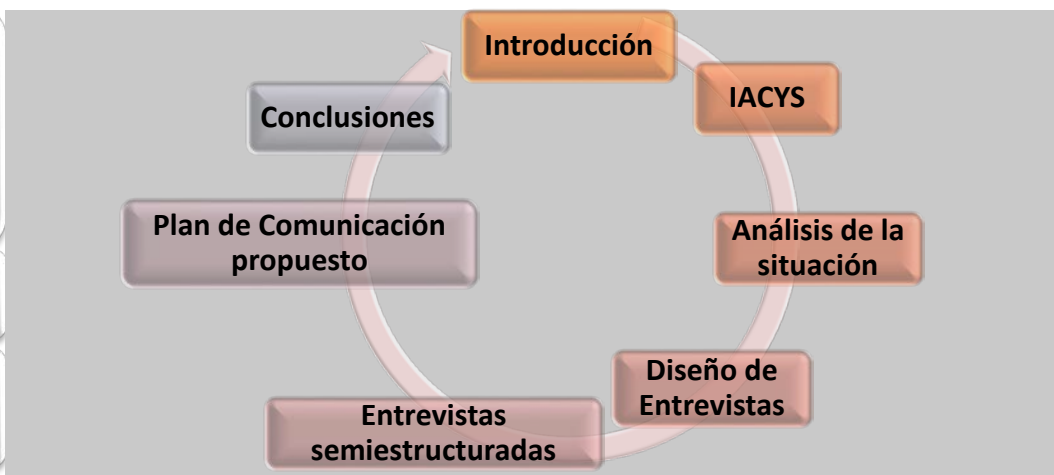 Introducción
IACYS
Análisis de la
situación
Diseño de
Entrevistas
Entrevistas
semiestructuradas
Plan de Comunicación
propuesto
Conclusiones